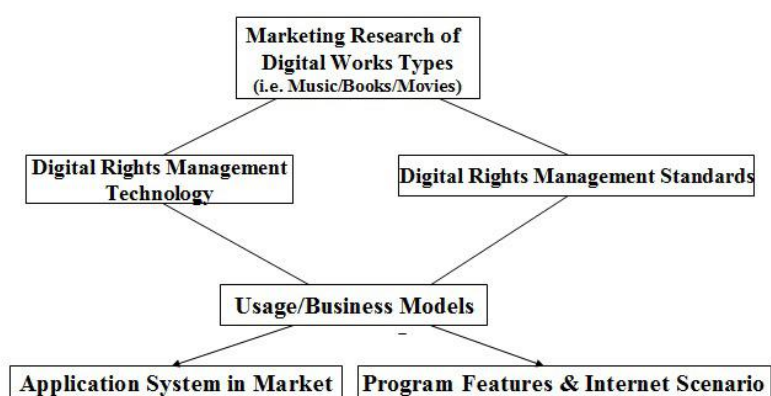 Marketing Research of
Digital Works Types
(i.e. Music/Books/Movies)
Digital Rights Management
Technology
Digital Rights Management Standards
Usage/Business Models
Application System in Market
Program Features & Internet Scenario